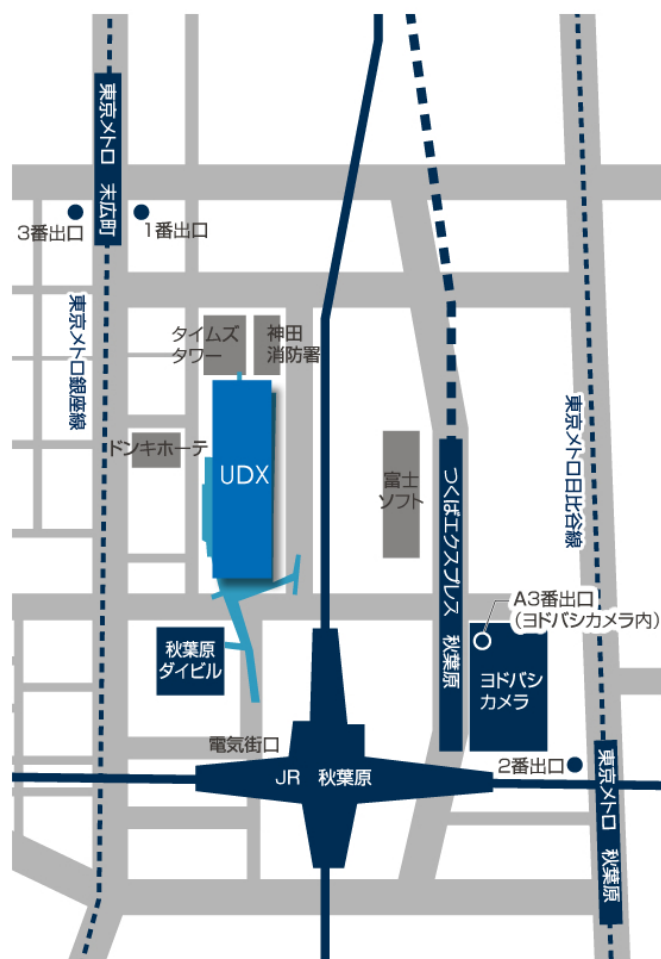 東京メトロ 末広町
3番出口
1番出口
東京メトロ銀座線
タイムズ
タワー
神田
消防署
ドンキホーテ
UDX
富士
ソフト
つくばエクスプレス 秋葉原
東京メトロ日比谷線
A3番出口
(ヨドバシカメラ内)
秋葉原
ダイビル
ヨドバシ
カメラ
電気街口
JR 秋葉原
2番出口
東京メトロ 秋葉原